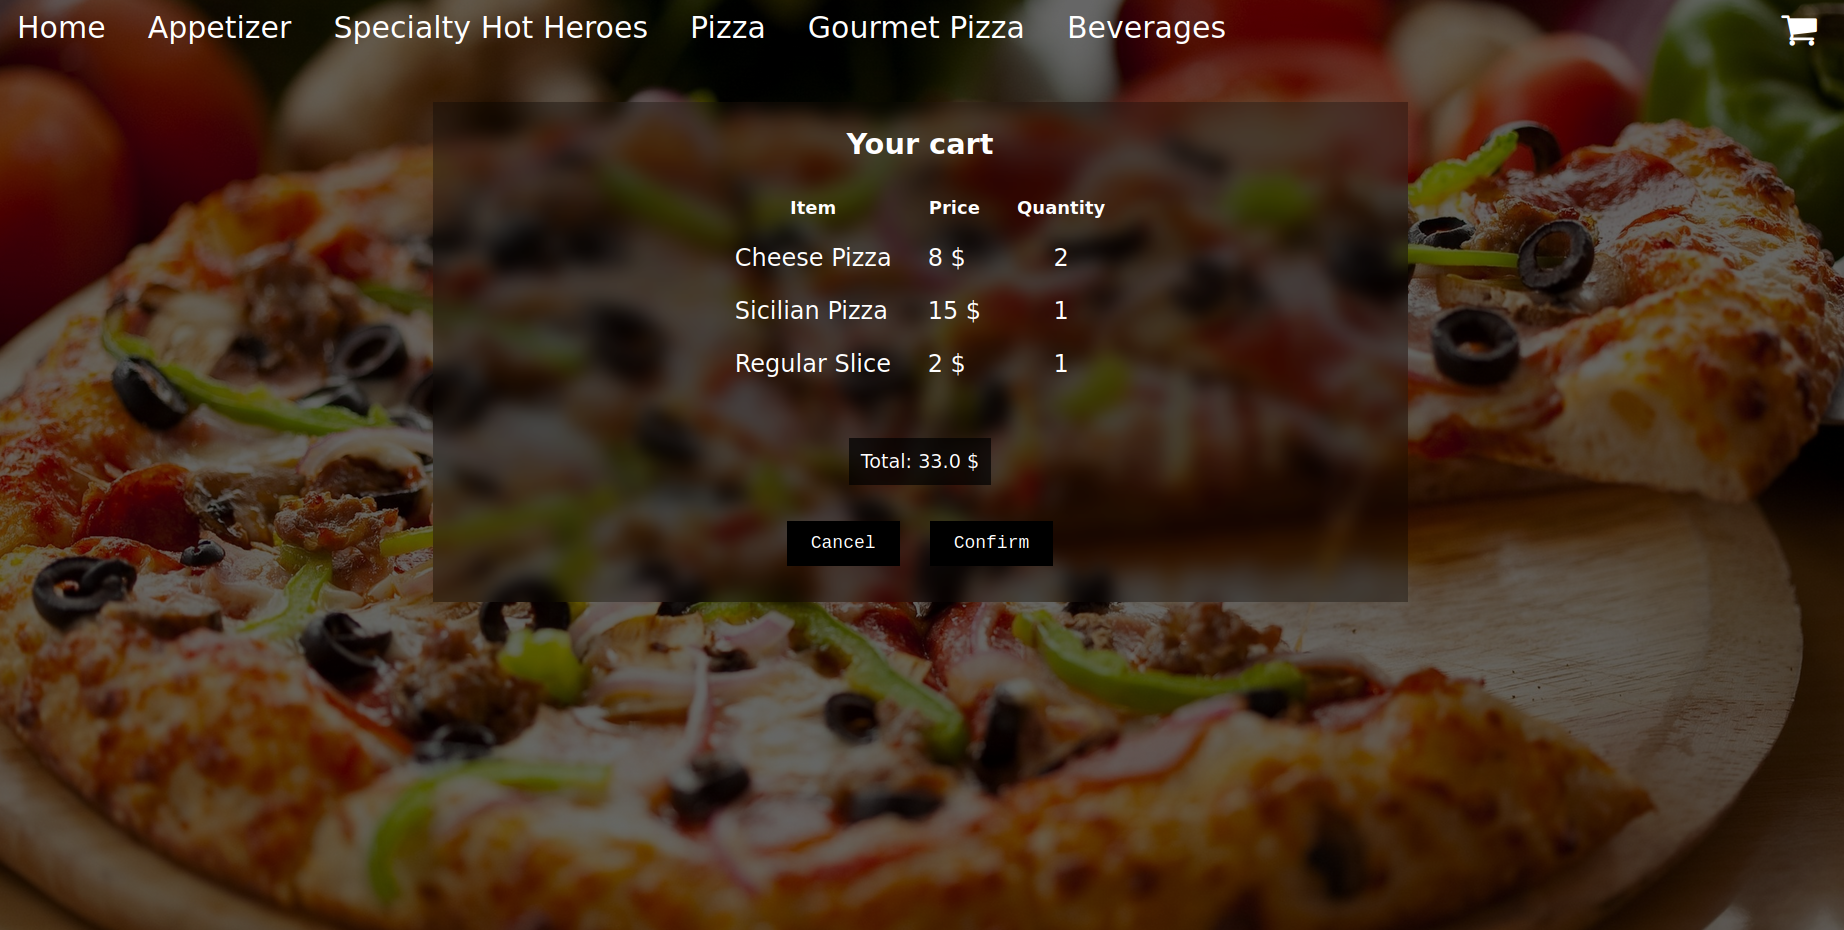 Home Appetizer Specialty Hot Heroes Pizza Gourmet Pizza Beverages
Your cart
Item Price Quantity
Cheese Pizza 8 $ 2
Sicilian Pizza 15 $ 1
Regular Slice 2 $ 1
Total: 33.0 $
Cancel Confirm